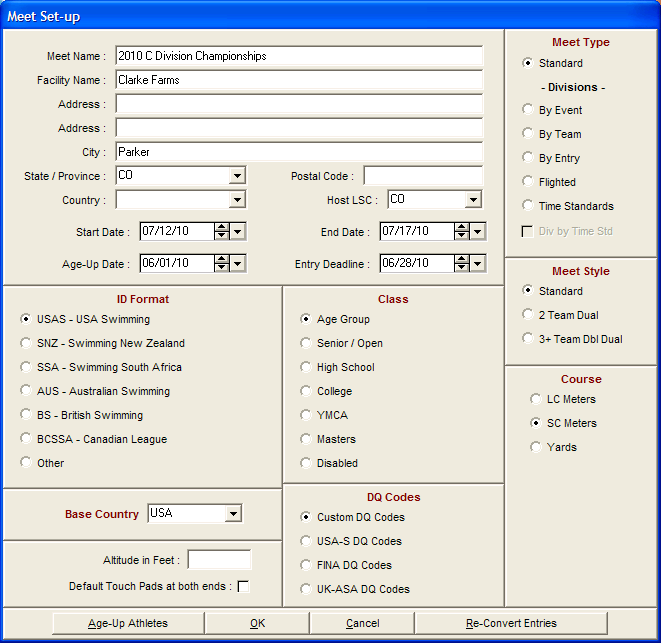 Meet Set-up
Meet Name : 2010 C Division Championships
Facility Name : Clarke Farms
Address :
Address :
City : Parker
State / Province : CO Postal Code :
Country : Host LSC : CO
Start Date : 07/12/10 End Date : 07/17/10
Age-Up Date : 06/01/10 Entry Deadline : 06/28/10
Meet Type
Standard
- Divisions -
By Event
By Team
By Entry
Flighted
Time Standards
Div by Time Std
Meet Style
Standard
2 Team Dual
3+ Team Dbl Dual
Course
LC Meters
SC Meters
Yards
ID Format
USAS - USA Swimming
SNZ - Swimming New Zealand
SSA - Swimming South Africa
AUS - Australian Swimming
BS - British Swimming
BCSSA - Canadian League
Other
Class
Age Group
Senior / Open
High School
College
YMCA
Masters
Disabled
Base Country USA
Altitude in Feet :
Default Touch Pads at both ends :
DQ Codes
Custom DQ Codes
USA-S DQ Codes
FINA DQ Codes
UK-ASA DQ Codes
Age-Up Athletes OK Cancel Re-Convert Entries